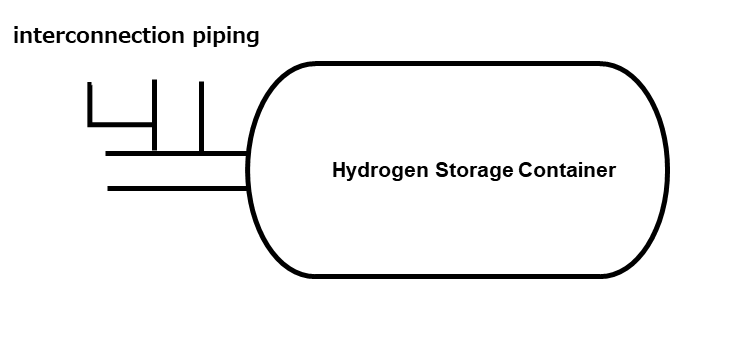 interconnection piping
Hydrogen Storage Container